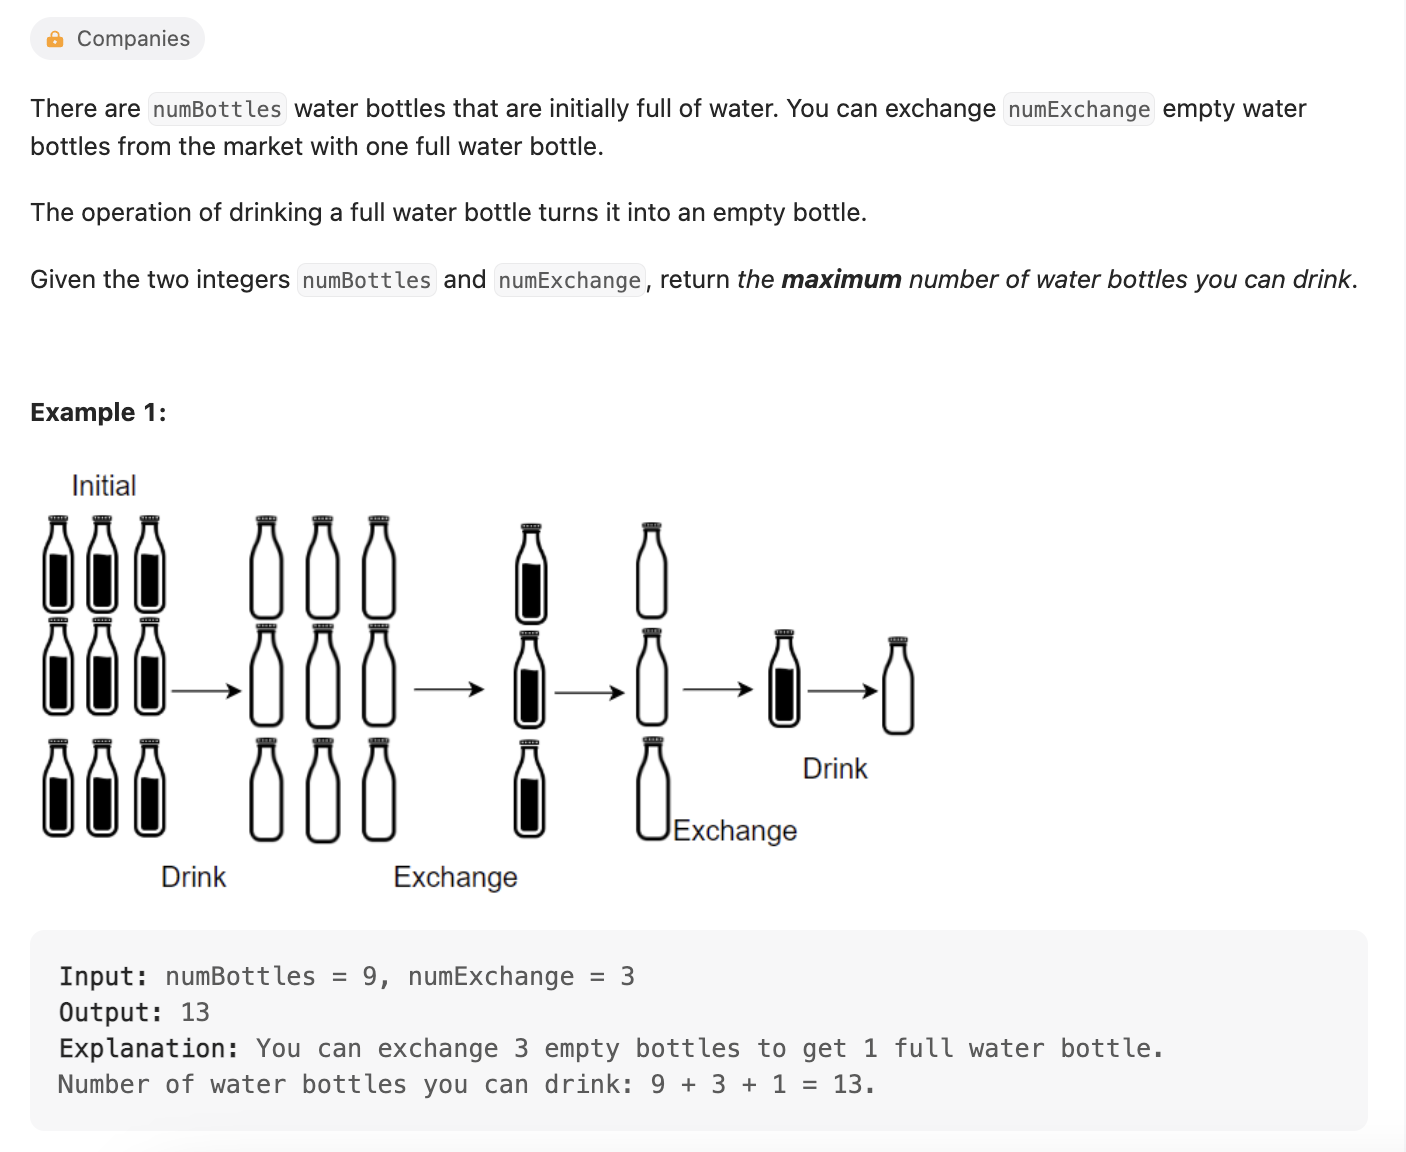 Companies
There are numBottles water bottles that are initially full of water. You can exchange numExchange empty water
bottles from the market with one full water bottle.
The operation of drinking a full water bottle turns it into an empty bottle.
Given the two integers numBottles and numExchange, return the maximum number of water bottles you can drink.
Example 1:
Initial
Drink
Exchange
Exchange
Drink
Input: numBottles = 9, numExchange = 3
Output: 13
Explanation: You can exchange 3 empty bottles to get 1 full water bottle.
Number of water bottles you can drink: 9 + 3 + 1 = 13.